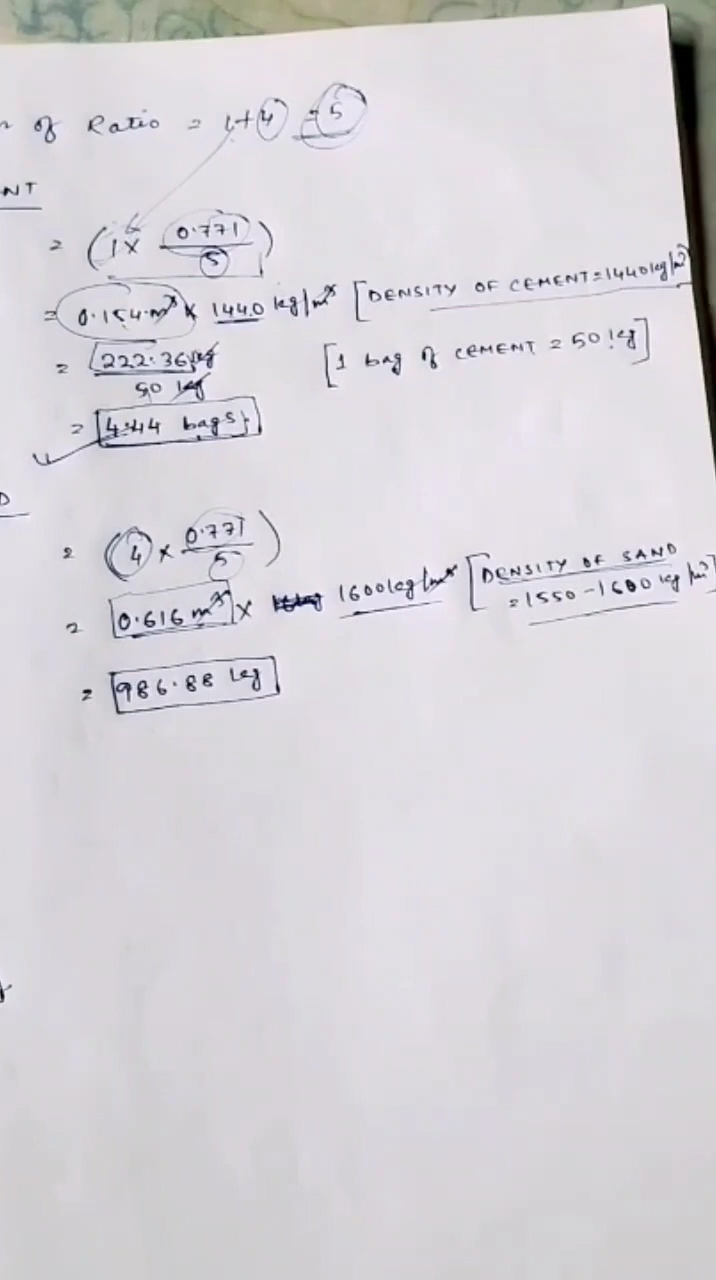 of Ratio = 1+4 = 5
NT
= (1 × 0.771 / 5)
= 0.154 m³ × 1440 kg/m³ [DENSITY OF CEMENT = 1440 kg/m³
= 222.36 kg / 50 kg [1 bag of CEMENT = 50 kg]
= 4.44 bags
D
= (4 × 0.771 / 5)
= 0.616 m³ × 1600 kg/m³ [DENSITY OF SAND
= 1550-1600 kg/m³]
= 986.88 kg